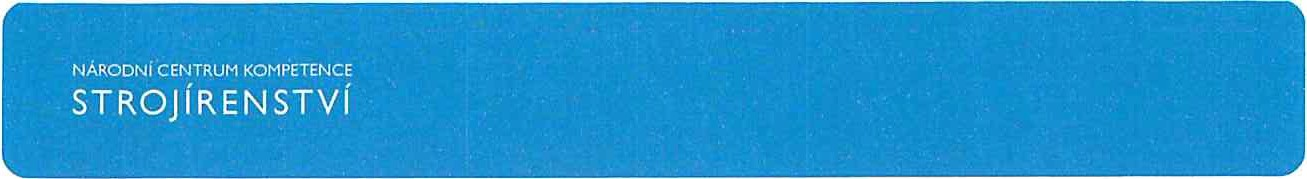 NÁRODNÍ CENTRUM KOMPETENCE
STROJÍRENSTVÍ